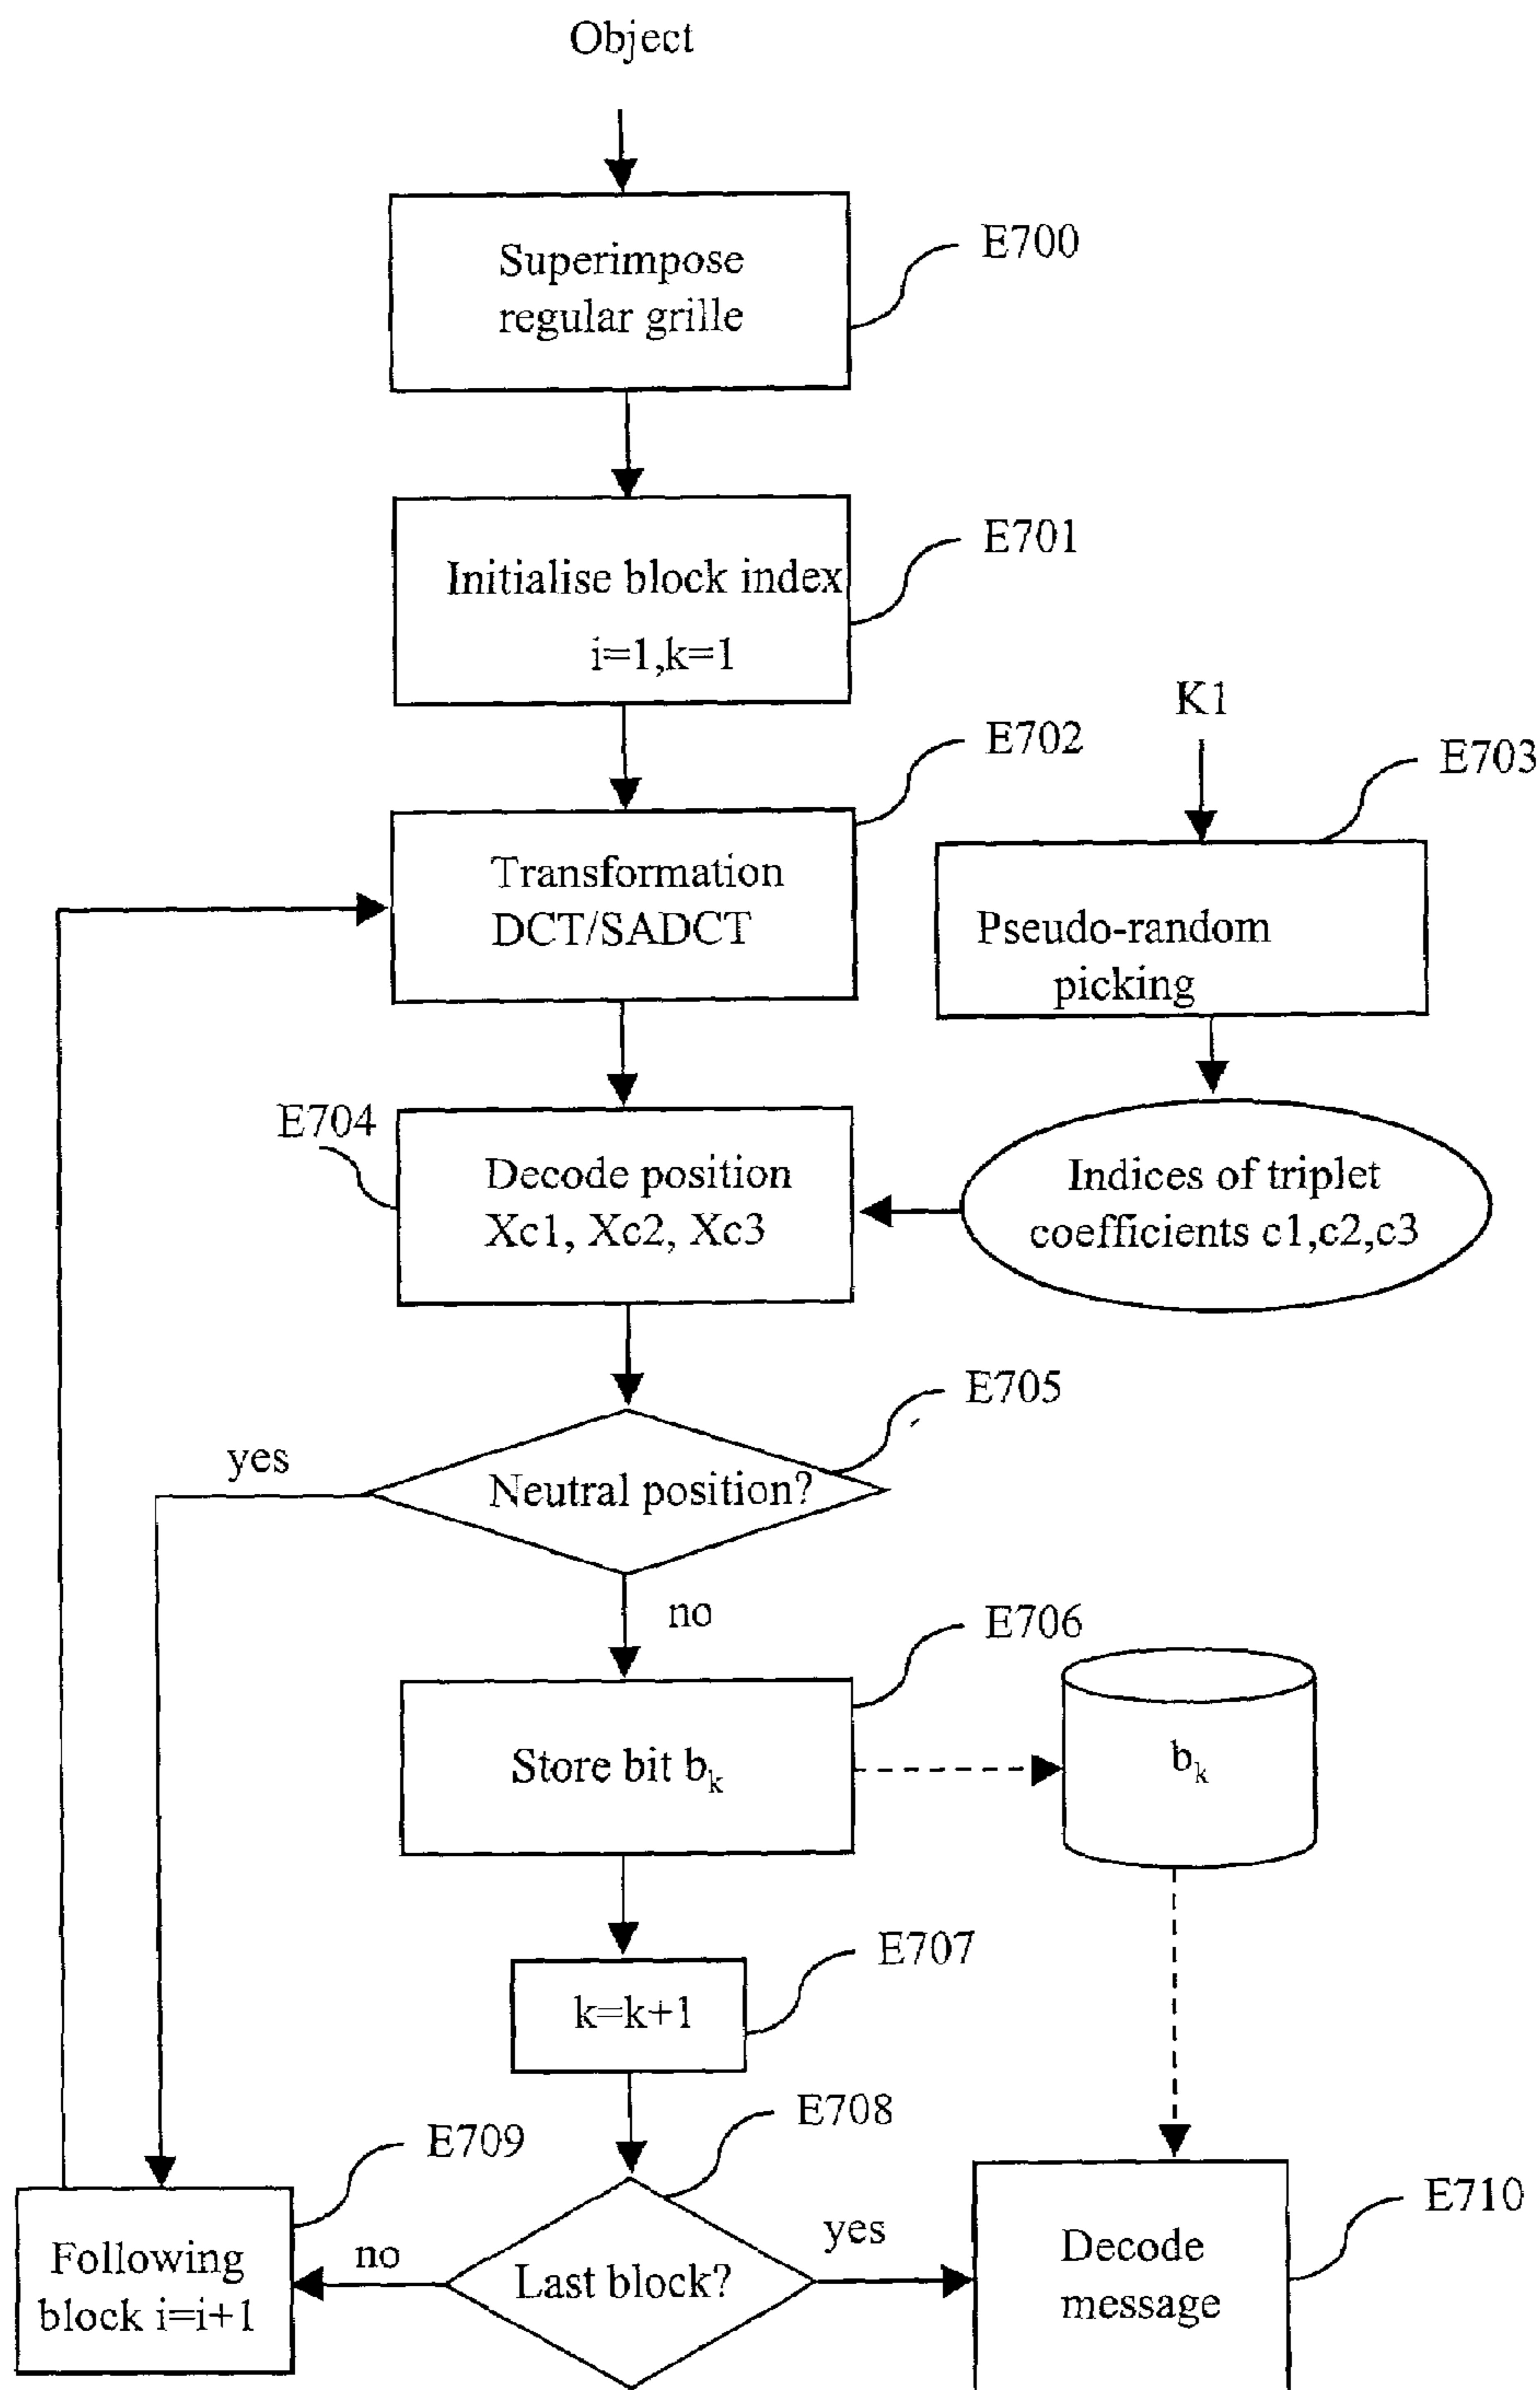 Object
Superimpose
regular grille
E700
Initialise block index
i=1,k=1
E701
K1
E702
E703
Transformation
DCT/SADCT
Pseudo-random
picking
E704
Decode position
Xc1, Xc2, Xc3
Indices of triplet
coefficients c1,c2,c3
E705
yes
Neutral position?
no
E706
Store bit bk
bk
E707
k=k+1
E708
E709
Following
block i=i+1
no
Last block?
yes
Decode
message
E710